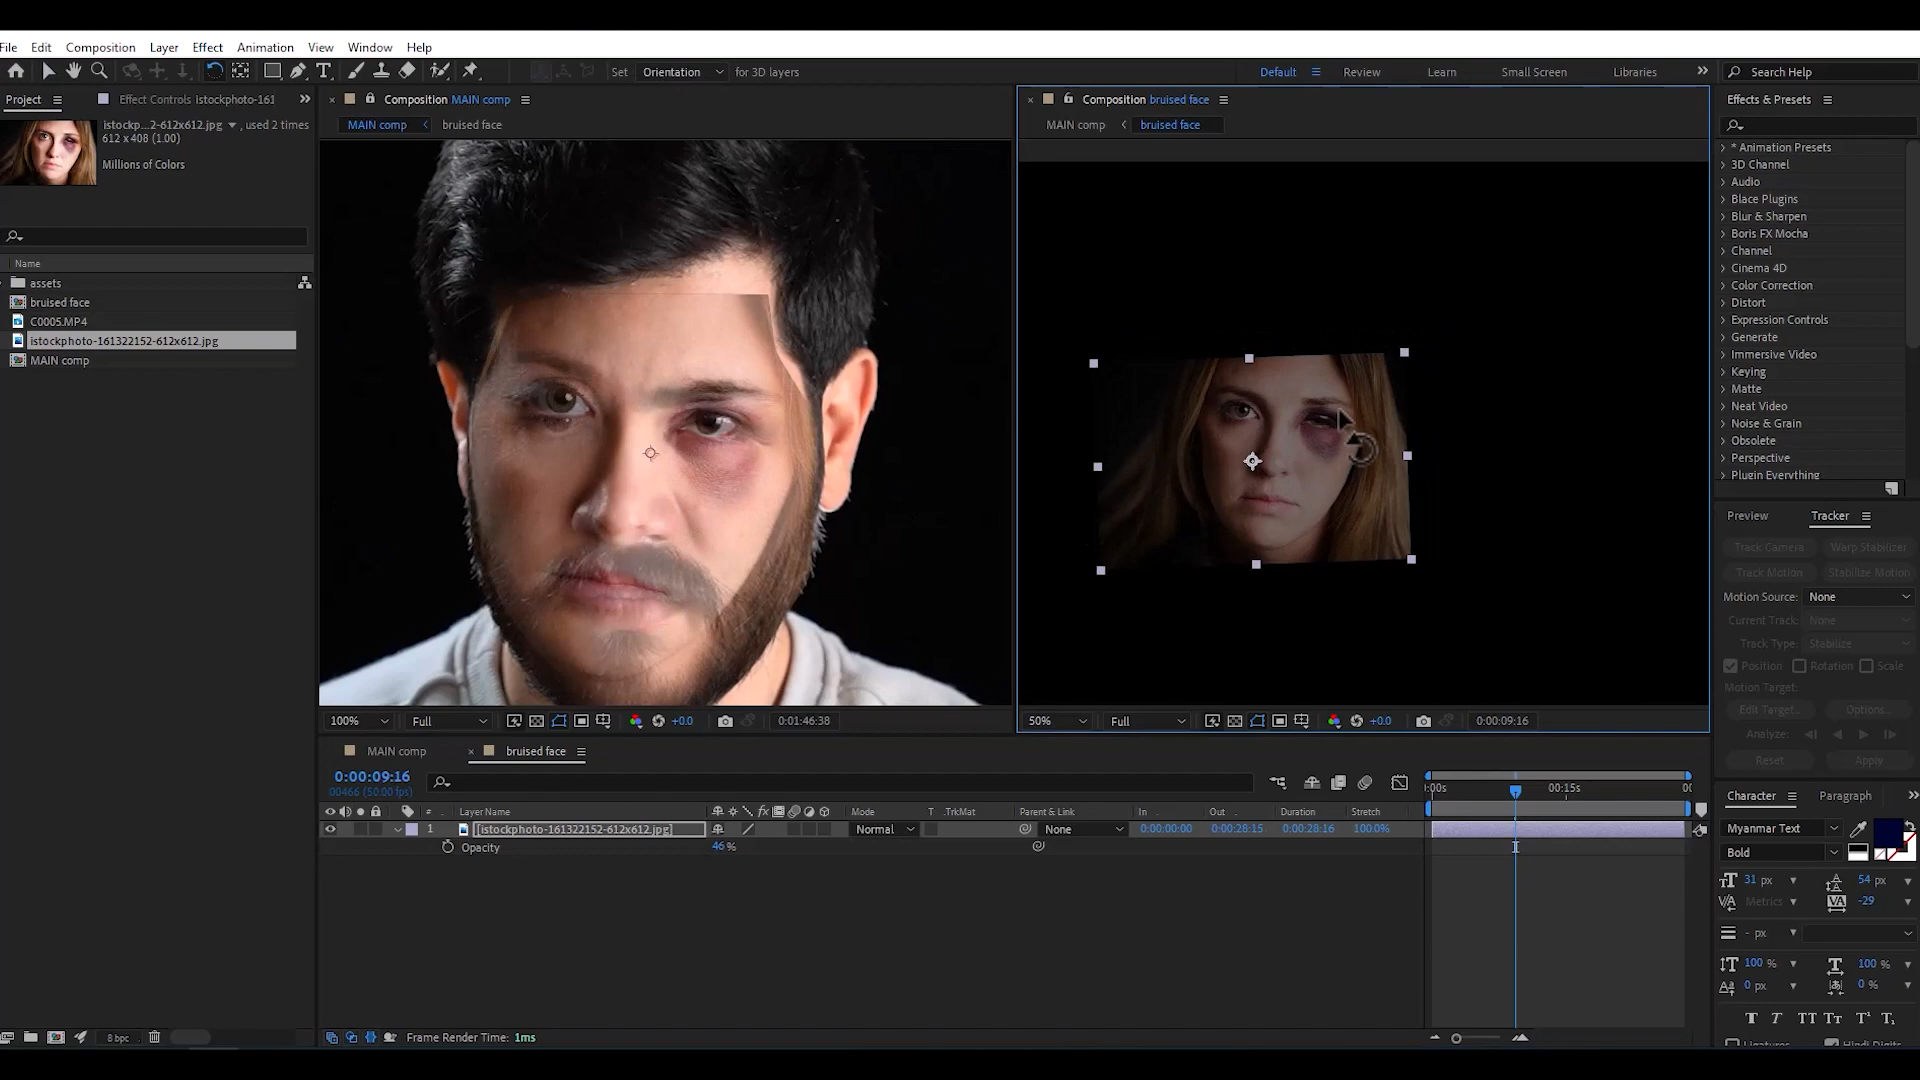 File Edit Composition Layer Effect Animation View Window Help
Set Orientation for 3D layers Default Review Learn Small Screen Libraries Search Help
Project Effect Controls istockphoto-161
istockp...2-612x612.jpg , used 2 times
612 x 408 (1.00)
Millions of Colors
Name
assets
bruised face
C0005.MP4
istockphoto-161322152-612x612.jpg
MAIN comp
8 bpc
Composition MAIN comp
MAIN comp bruised face
100% Full +0.0 0:01:46:38
Composition bruised face
MAIN comp bruised face
50% Full +0.0 0:00:09:16
MAIN comp bruised face
0:00:09:16
00466 (50.00 fps)
# Layer Name fx Mode T .TrkMat Parent & Link In Out Duration Stretch
1 [istockphoto-161322152-612x612.jpg] Normal None 0:00:00:00 0:00:28:15 0:00:28:16 100.0%
Opacity 46 %
:00s 00:15s 00
Frame Render Time: 1ms
Effects & Presets
* Animation Presets
3D Channel
Audio
Blace Plugins
Blur & Sharpen
Boris FX Mocha
Channel
Cinema 4D
Color Correction
Distort
Expression Controls
Generate
Immersive Video
Keying
Matte
Neat Video
Noise & Grain
Obsolete
Perspective
Plugin Everything
Preview Tracker
Track Camera Warp Stabilizer
Track Motion Stabilize Motion
Motion Source: None
Current Track: None
Track Type: Stabilize
Position Rotation Scale
Motion Target:
Edit Target... Options...
Analyze:
Reset Apply
Character Paragraph
Myanmar Text
Bold
31 px 54 px
Metrics -29
- px
100 % 100 %
0 px 0 %
T T TT Tt T¹ T₁
Ligatures Hindi Digits